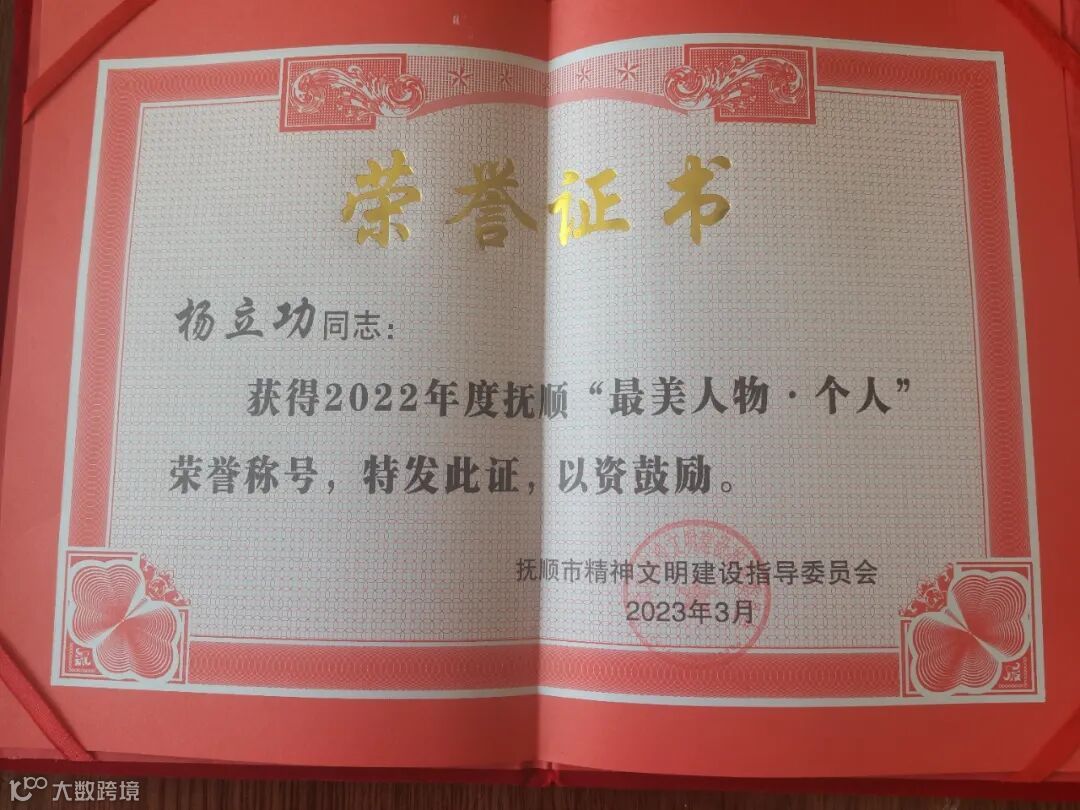 荣誉证书
杨立功同志：
获得2022年度抚顺“最美人物·个人”
荣誉称号，特发此证，以资鼓励。
抚顺市精神文明建设指导委员会
2023年3月
大数跨境